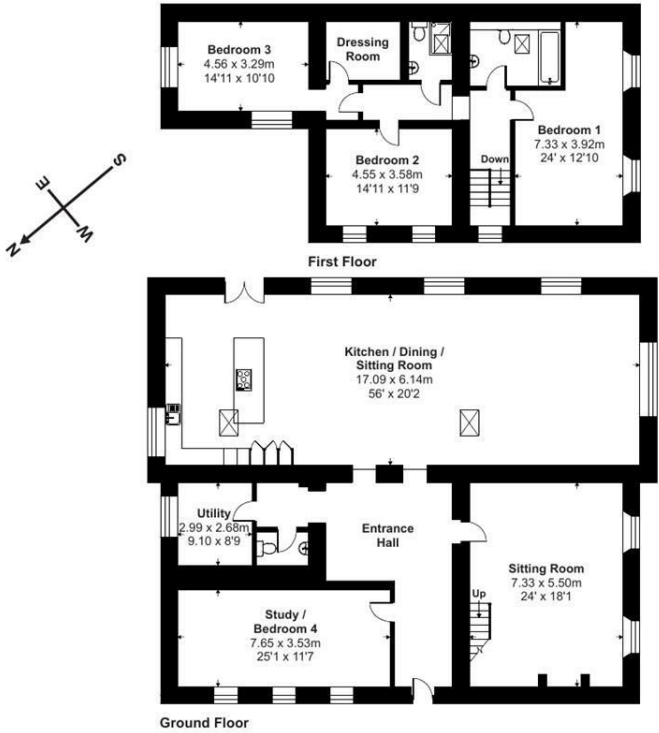 Bedroom 3
4.56 x 3.29m
14'11 x 10'10
Dressing
Room
Bedroom 1
7.33 x 3.92m
24' x 12'10
Bedroom 2
4.55 x 3.58m
14'11 x 11'9
Down
S
E
W
N
First Floor
Kitchen / Dining /
Sitting Room
17.09 x 6.14m
56' x 20'2
Utility
2.99 x 2.68m
9.10 x 8'9
Entrance
Hall
Sitting Room
7.33 x 5.50m
24' x 18'1
Up
Study /
Bedroom 4
7.65 x 3.53m
25'1 x 11'7
Ground Floor